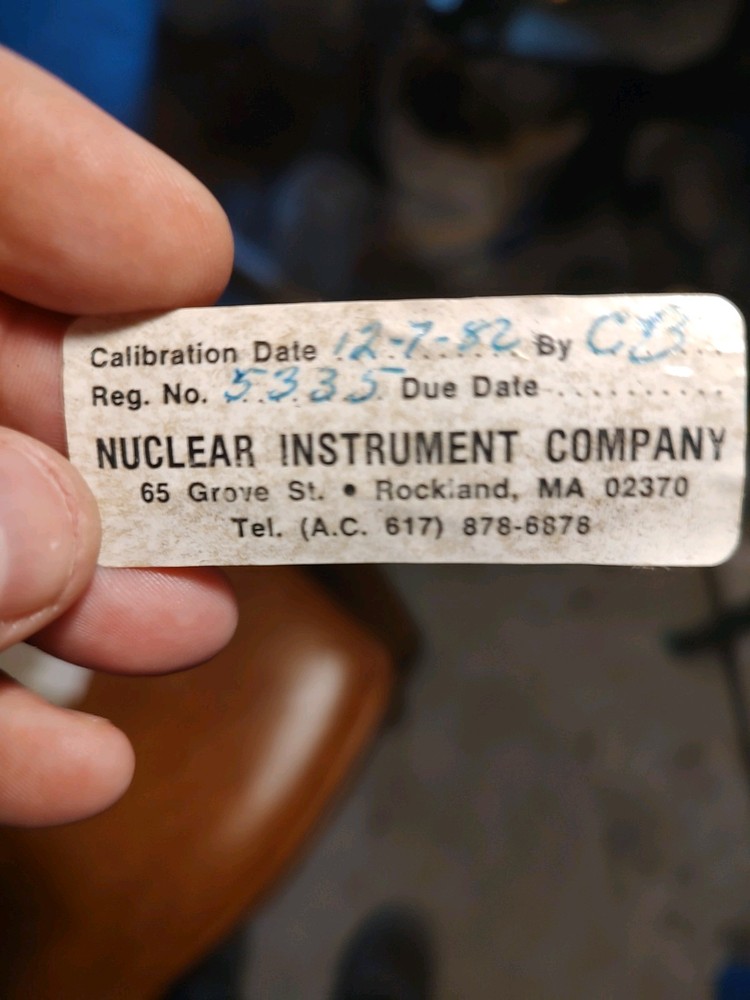 Calibration Date 12-7-82 By CB
Reg. No. 5335 Due Date
NUCLEAR INSTRUMENT COMPANY
65 Grove St. • Rockland, MA 02370
Tel. (A.C. 617) 878-6878